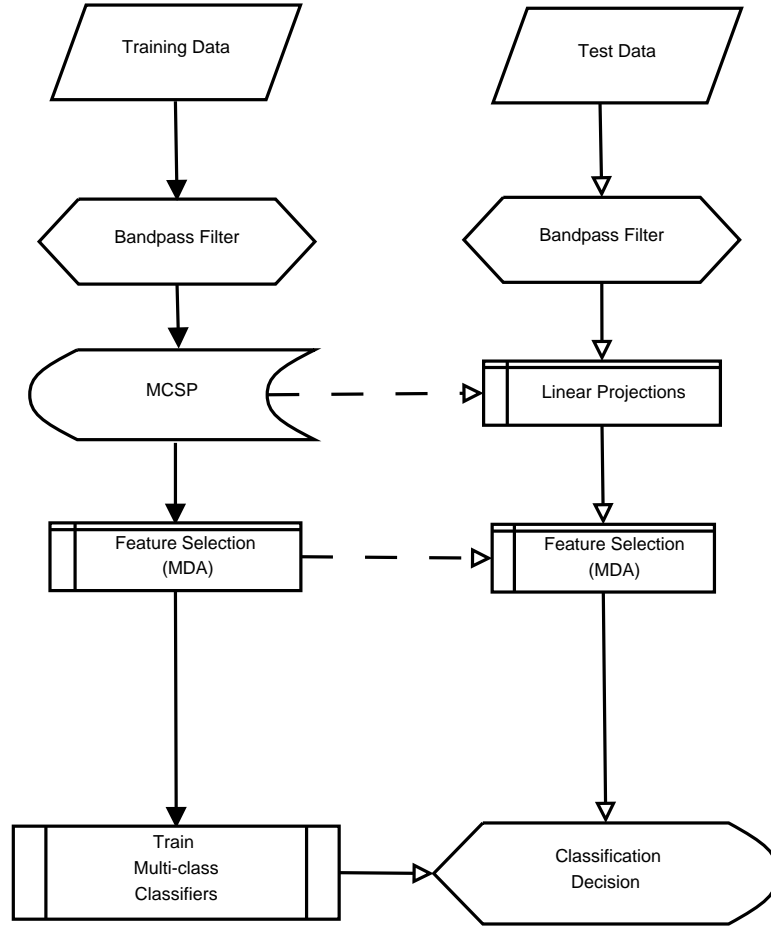 Training Data
Test Data
Bandpass Filter
Bandpass Filter
MCSP
Linear Projections
Feature Selection
(MDA)
Feature Selection
(MDA)
Train
Multi-class
Classifiers
Classification
Decision